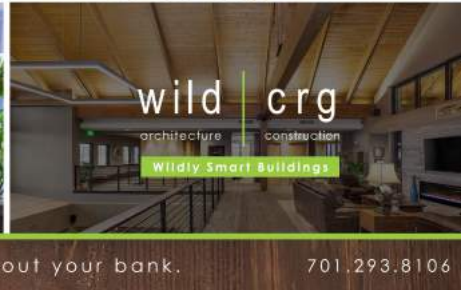 wild | crg
architecture construction
Wildly Smart Buildings
out your bank. 701.293.8106